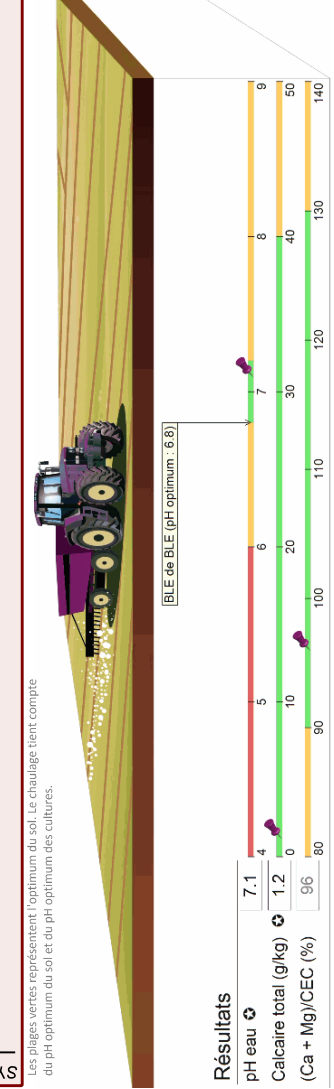 SY
Les plages vertes représentent l'optimum du sol. Le chaulage tient compte
du pH optimum du sol et du pH optimum des cultures.
BLE de BLE (pH optimum : 6.8)
Résultats
pH eau ✪ 7.1
4 5 6 7 8 9
Calcaire total (g/kg) ✪ 1.2
0 10 20 30 40 50
(Ca + Mg)/CEC (%) 96
80 90 100 110 120 130 140